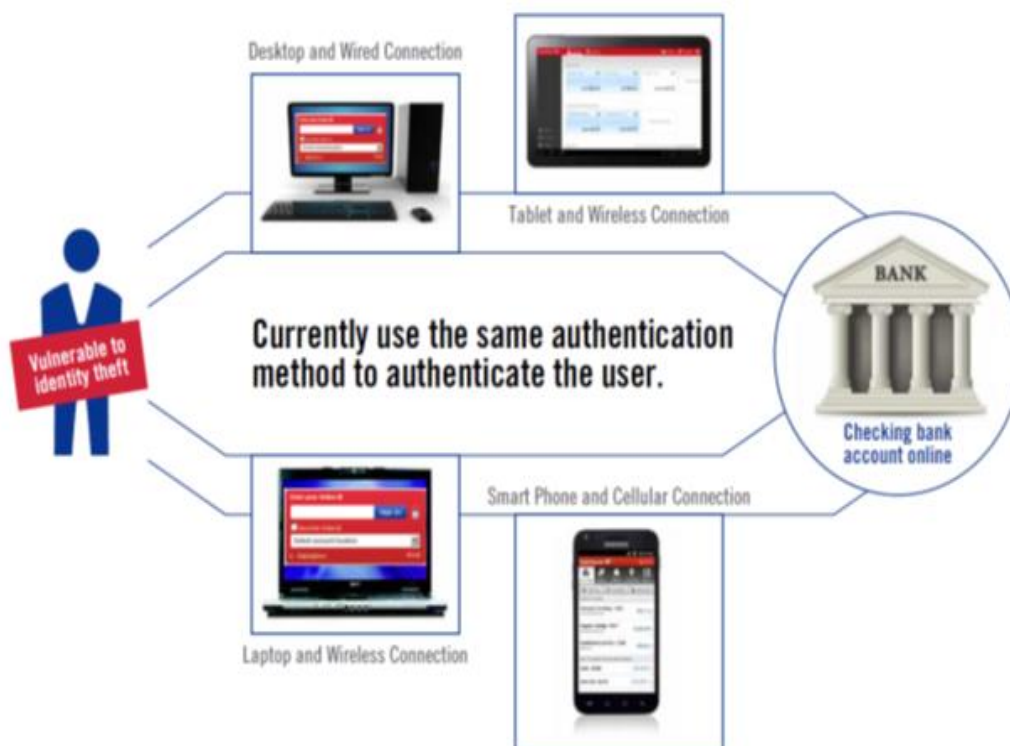 Desktop and Wired Connection
Tablet and Wireless Connection
BANK
Vulnerable to
identity theft
Currently use the same authentication
method to authenticate the user.
Checking bank
account online
Smart Phone and Cellular Connection
SAMSUNG
Laptop and Wireless Connection